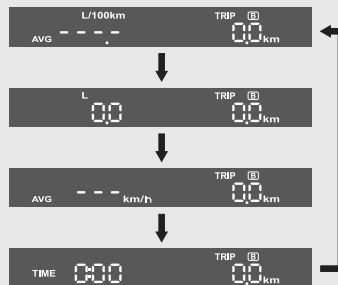 L/100km TRIP B
AVG - - - -. 0.0 km
L TRIP B
0.0 0.0 km
TRIP B
AVG - - - km/h 0.0 km
TRIP B
TIME 0:00 0.0 km